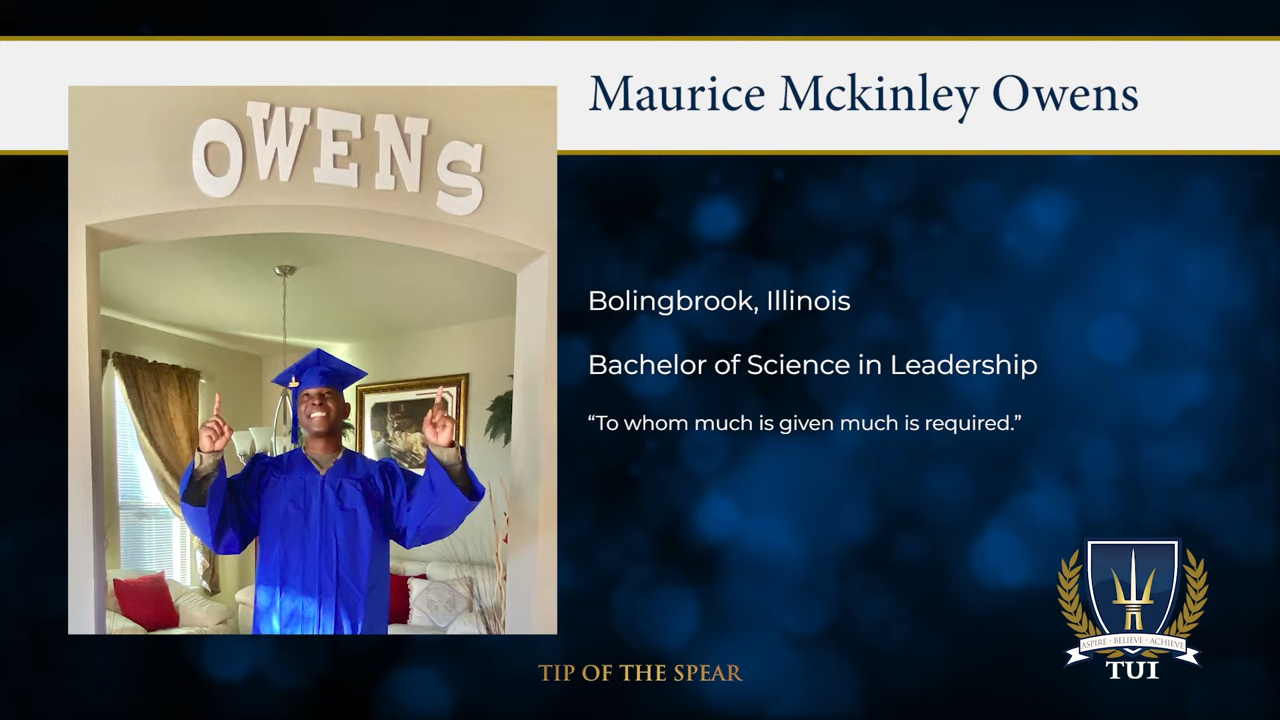 Maurice Mckinley Owens
OWENS
Bolingbrook, Illinois
Bachelor of Science in Leadership
“To whom much is given much is required.”
ASPIRE · BELIEVE · ACHIEVE
TUI
TIP OF THE SPEAR